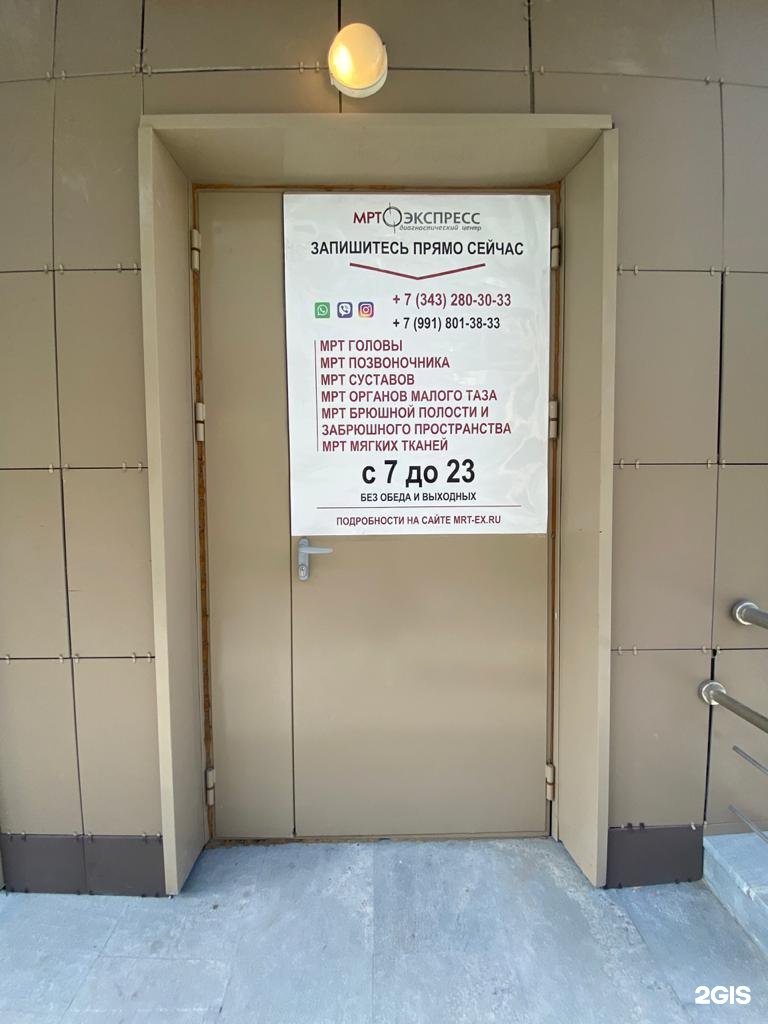 МРТ ЭКСПРЕСС
диагностический центр
ЗАПИШИТЕСЬ ПРЯМО СЕЙЧАС
+ 7 (343) 280-30-33
+ 7 (991) 801-38-33
МРТ ГОЛОВЫ
МРТ ПОЗВОНОЧНИКА
МРТ СУСТАВОВ
МРТ ОРГАНОВ МАЛОГО ТАЗА
МРТ БРЮШНОЙ ПОЛОСТИ И
ЗАБРЮШНОГО ПРОСТРАНСТВА
МРТ МЯГКИХ ТКАНЕЙ
с 7 до 23
БЕЗ ОБЕДА И ВЫХОДНЫХ
ПОДРОБНОСТИ НА САЙТЕ MRT-EX.RU
2GIS